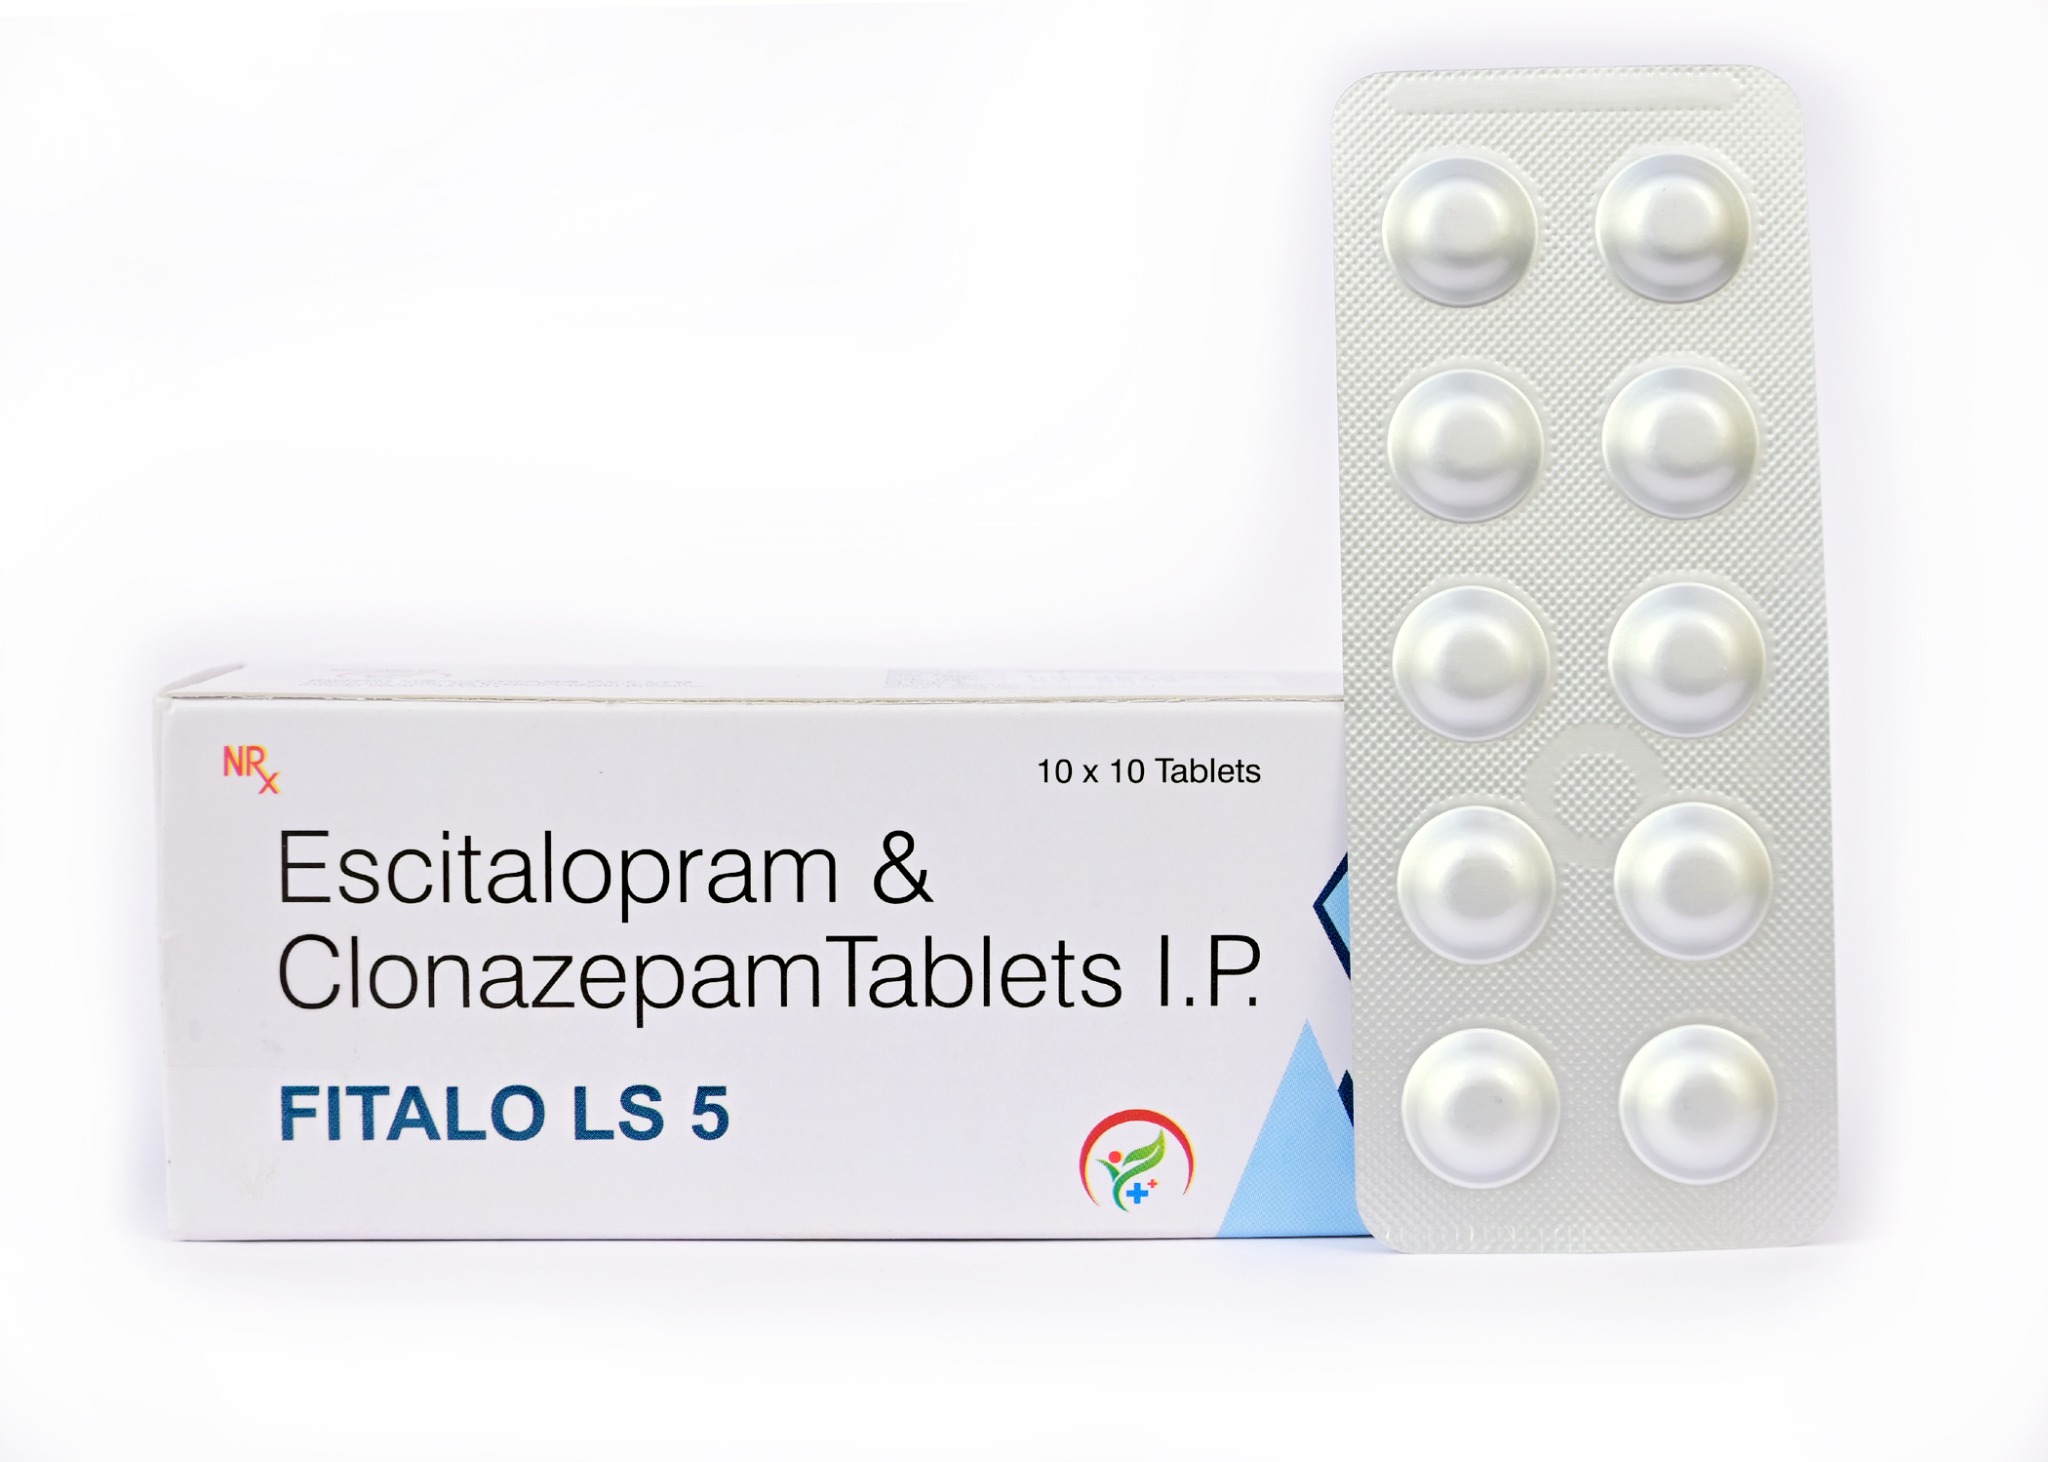 NRx
10 x 10 Tablets
Escitalopram &
Clonazepam Tablets I.P.
FITALO LS 5